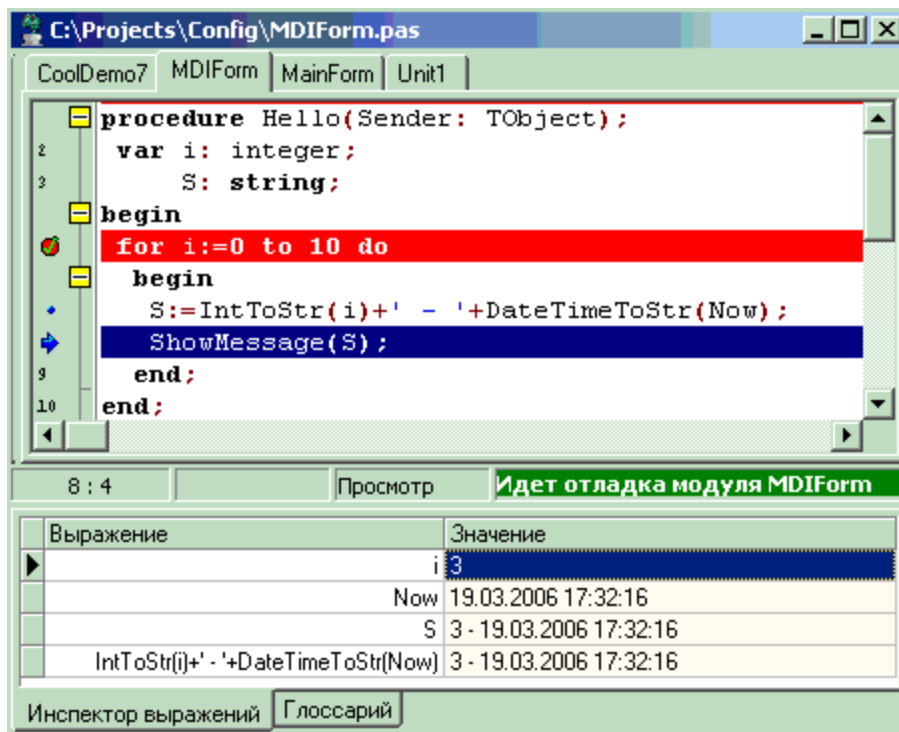 C:\Projects\Config\MDIForm.pas
CoolDemo7 MDIForm MainForm Unit1
procedure Hello(Sender: TObject);
2 var i: integer;
3 S: string;
begin
for i:=0 to 10 do
begin
S:=IntToStr(i)+' - '+DateTimeToStr(Now);
ShowMessage(S);
9 end;
10 end;
8 : 4 Просмотр Идет отладка модуля MDIForm
Выражение Значение
i 3
Now 19.03.2006 17:32:16
S 3 - 19.03.2006 17:32:16
IntToStr(i)+' - '+DateTimeToStr(Now) 3 - 19.03.2006 17:32:16
Инспектор выражений Глоссарий